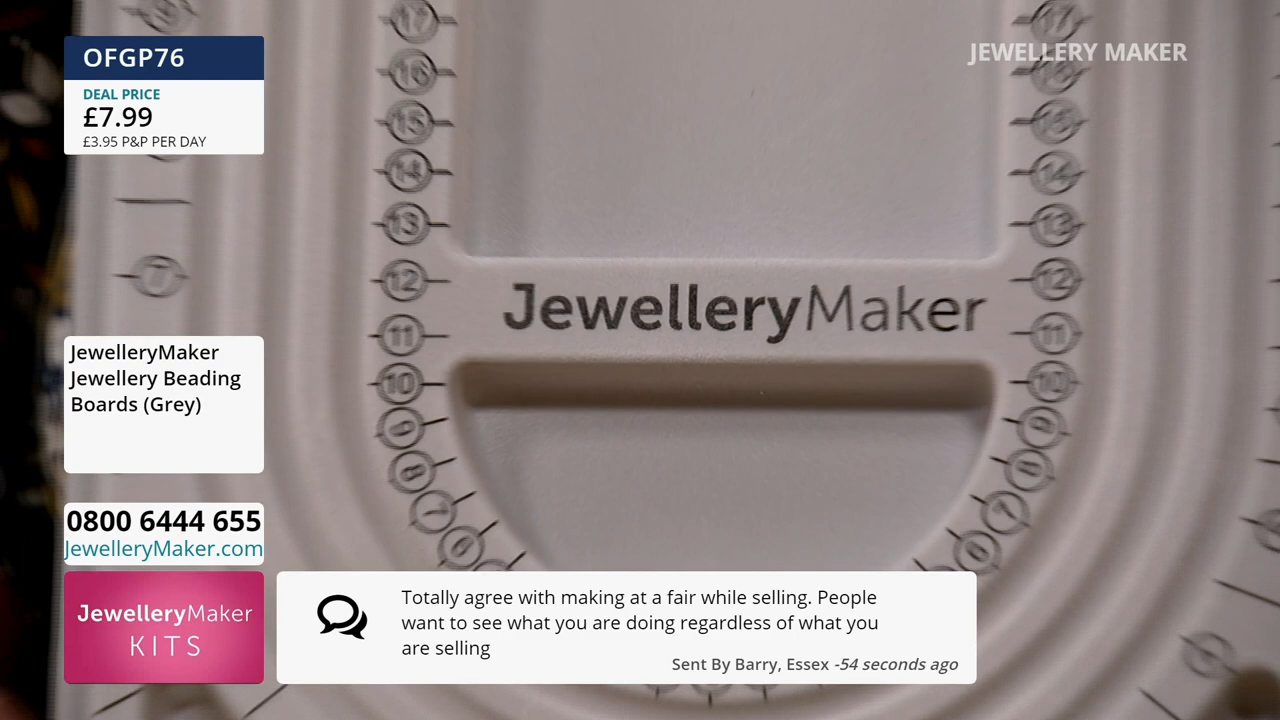 OFGP76
DEAL PRICE
£7.99
£3.95 P&P PER DAY
JEWELLERY MAKER
17
17
16
16
15
15
14
14
13
13
7
12
12
JewelleryMaker
11
11
10
10
9
9
8
8
7
7
6
6
JewelleryMaker
Jewellery Beading
Boards (Grey)
0800 6444 655
JewelleryMaker.com
JewelleryMaker
KITS
Totally agree with making at a fair while selling. People
want to see what you are doing regardless of what you
are selling
Sent By Barry, Essex -54 seconds ago